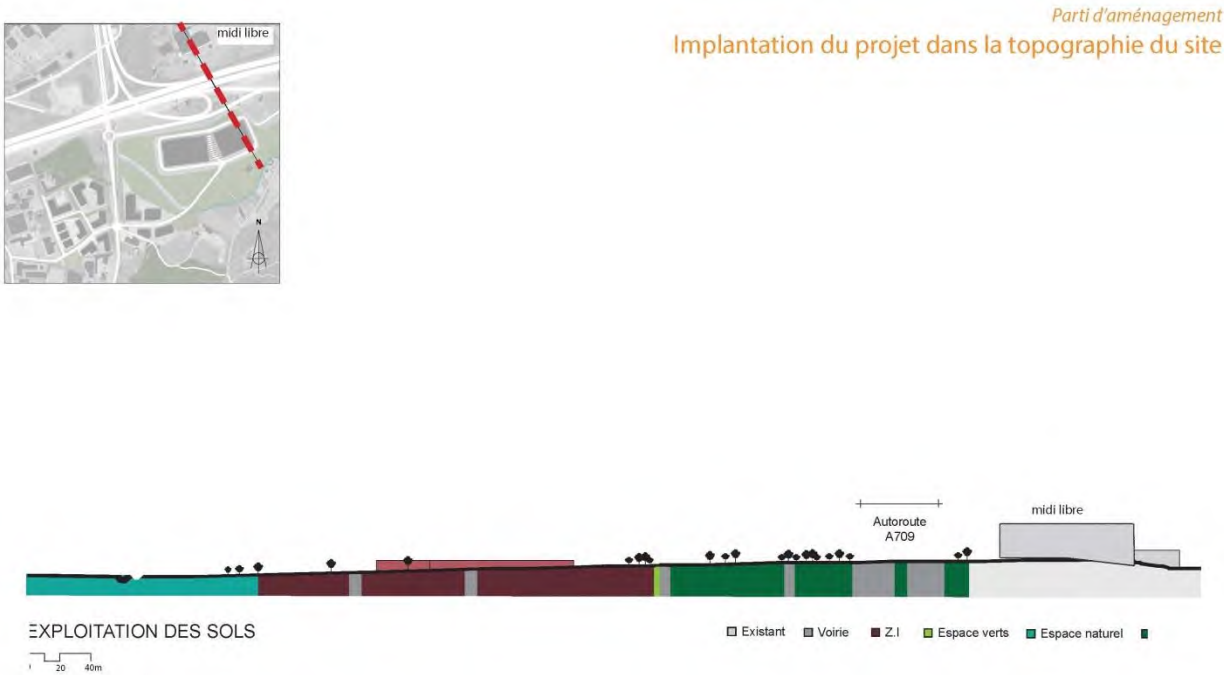 midi libre
N
Parti d'aménagement
Implantation du projet dans la topographie du site
Autoroute
A709
midi libre
EXPLOITATION DES SOLS
20 40m
Existant Voirie Z.I Espace verts Espace naturel